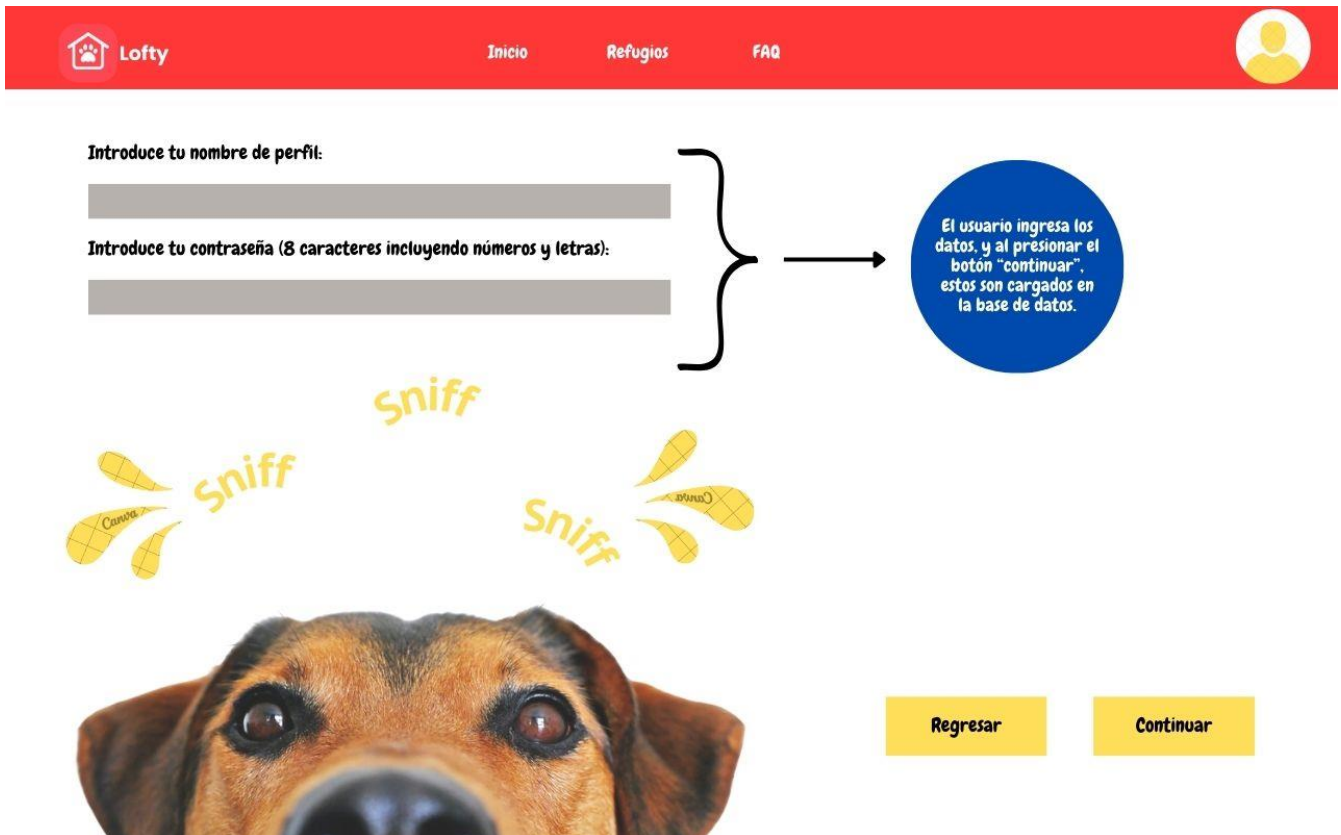 Lofty
Inicio
Refugios
FAQ
Introduce tu nombre de perfil:
Introduce tu contraseña (8 caracteres incluyendo números y letras):
El usuario ingresa los
datos, y al presionar el
botón “continuar”,
estos son cargados en
la base de datos.
Sniff
Sniff
Sniff
Canva
Canva
Regresar
Continuar